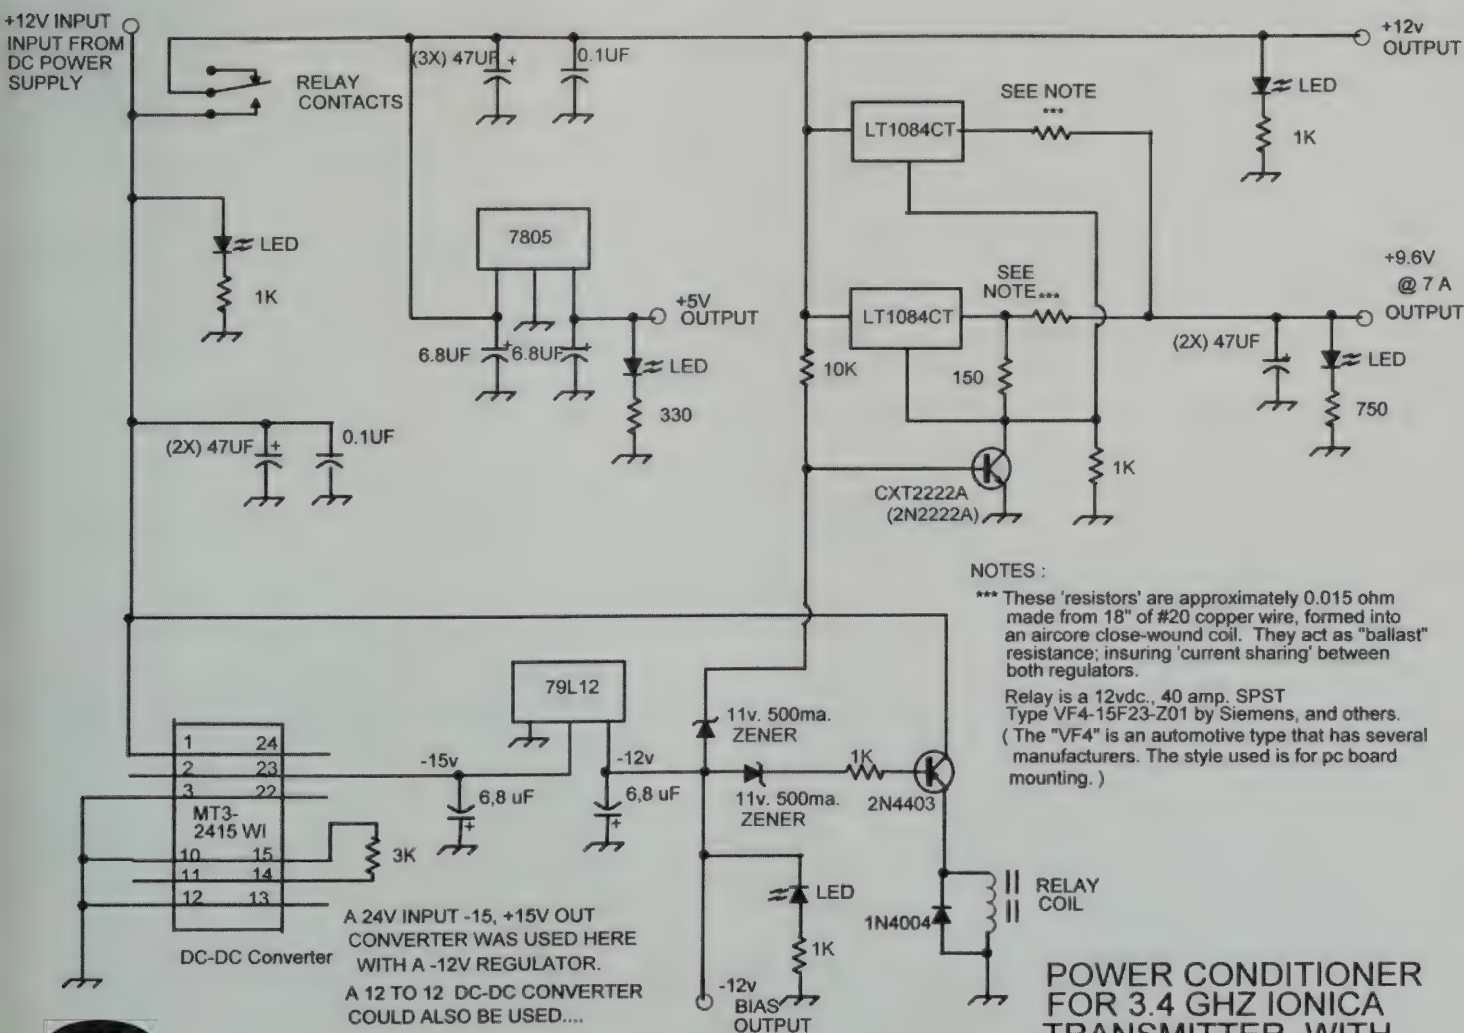 +12V INPUT
INPUT FROM
DC POWER
SUPPLY
RELAY
CONTACTS
(3X) 47UF
+
0.1UF
+12v
OUTPUT
LED
1K
SEE NOTE
***
LT1084CT
LED
1K
7805
+5V
OUTPUT
6.8UF
+
6.8UF
+
LED
330
SEE
NOTE***
LT1084CT
10K
150
+9.6V
@ 7 A
OUTPUT
(2X) 47UF
+
LED
750
(2X) 47UF
+
0.1UF
CXT2222A
(2N2222A)
1K
NOTES :
*** These 'resistors' are approximately 0.015 ohm
made from 18" of #20 copper wire, formed into
an aircore close-wound coil. They act as "ballast"
resistance; insuring 'current sharing' between
both regulators.
Relay is a 12vdc., 40 amp. SPST
Type VF4-15F23-Z01 by Siemens, and others.
( The "VF4" is an automotive type that has several
manufacturers. The style used is for pc board
mounting. )
79L12
11v. 500ma.
ZENER
-15v
-12v
6,8 uF
+
6,8 uF
+
11v. 500ma.
ZENER
1K
2N4403
1 24
2 23
3 22
MT3-
2415 WI
10 15
11 14
12 13
3K
DC-DC Converter
A 24V INPUT -15, +15V OUT
CONVERTER WAS USED HERE
WITH A -12V REGULATOR.
A 12 TO 12 DC-DC CONVERTER
COULD ALSO BE USED....
LED
1K
-12v
BIAS
OUTPUT
1N4004
RELAY
COIL
POWER CONDITIONER
FOR 3.4 GHZ IONICA
TRANSMITTER, WITH